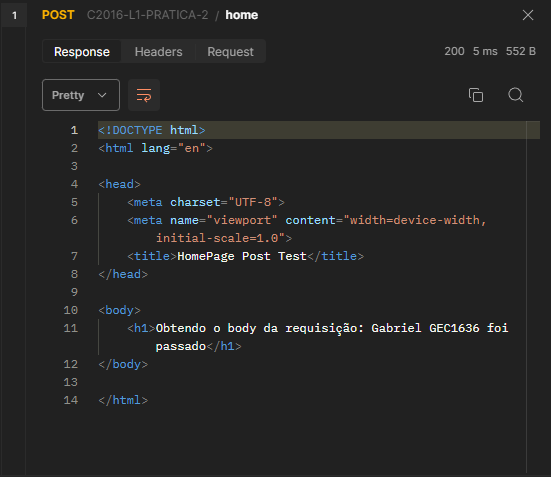 1 POST C2016-L1-PRATICA-2 / home
Response Headers Request 200 5 ms 552 B
Pretty
1 <!DOCTYPE html>
2 <html lang="en">
3
4 <head>
5 <meta charset="UTF-8">
6 <meta name="viewport" content="width=device-width,
initial-scale=1.0">
7 <title>HomePage Post Test</title>
8 </head>
9
10 <body>
11 <h1>Obtendo o body da requisição: Gabriel GEC1636 foi
passado</h1>
12 </body>
13
14 </html>